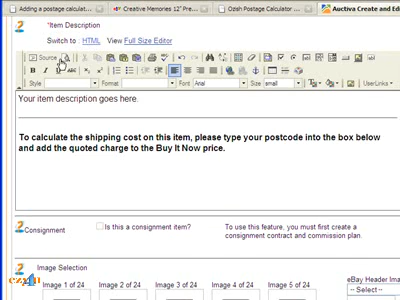 Adding a postage calculat...
Creative Memories 12" Pre...
Ozish Postage Calculator
Auctiva Create and Edi
*Item Description
Switch to : HTML View Full Size Editor
Source
Style Format Font Arial Size small UserLinks
Your item description goes here.
To calculate the shipping cost on this item, please type your postcode into the box below
and add the quoted charge to the Buy It Now price.
Consignment
Is this a consignment item?
To use this feature, you must first create a
consignment contract and commission plan.
Image Selection
Image 1 of 24 Image 2 of 24 Image 3 of 24 Image 4 of 24 Image 5 of 24
eBay Header Ima
-- Select --